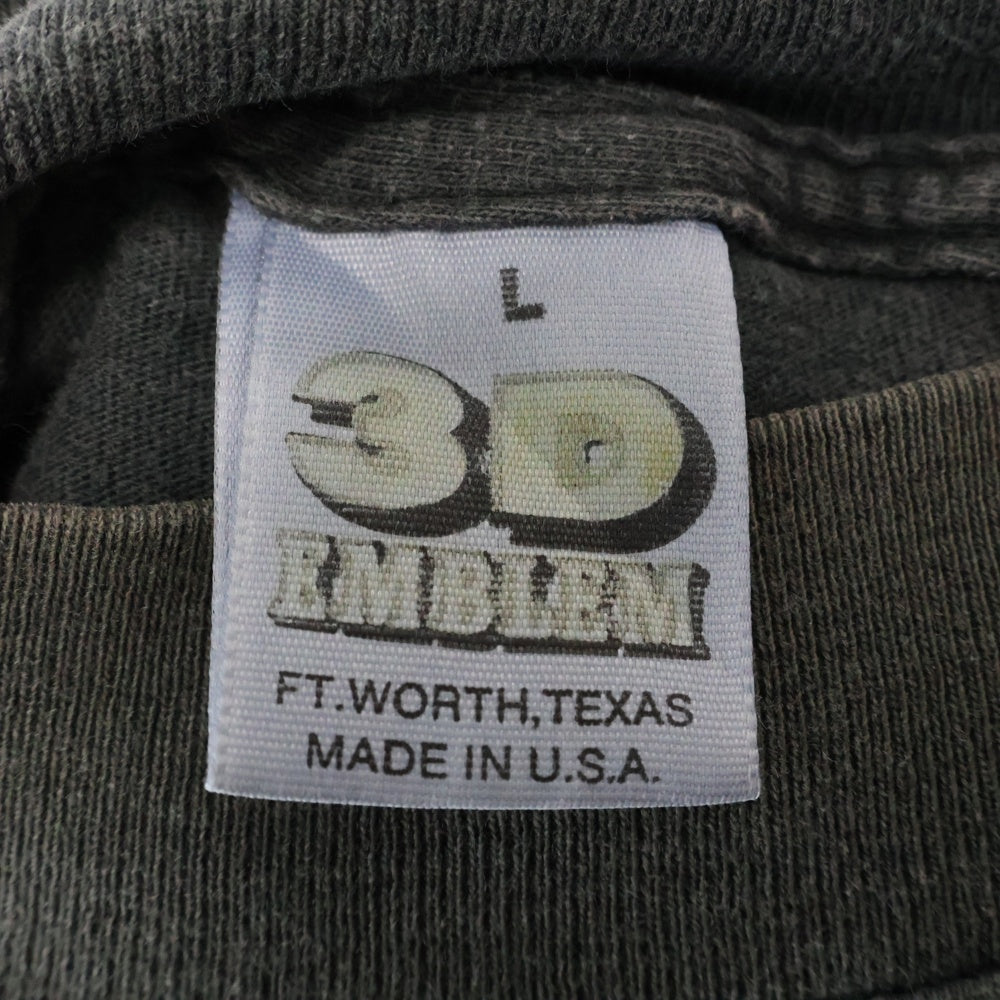 L
3D
EMBLEM
FT. WORTH, TEXAS
MADE IN U.S.A.